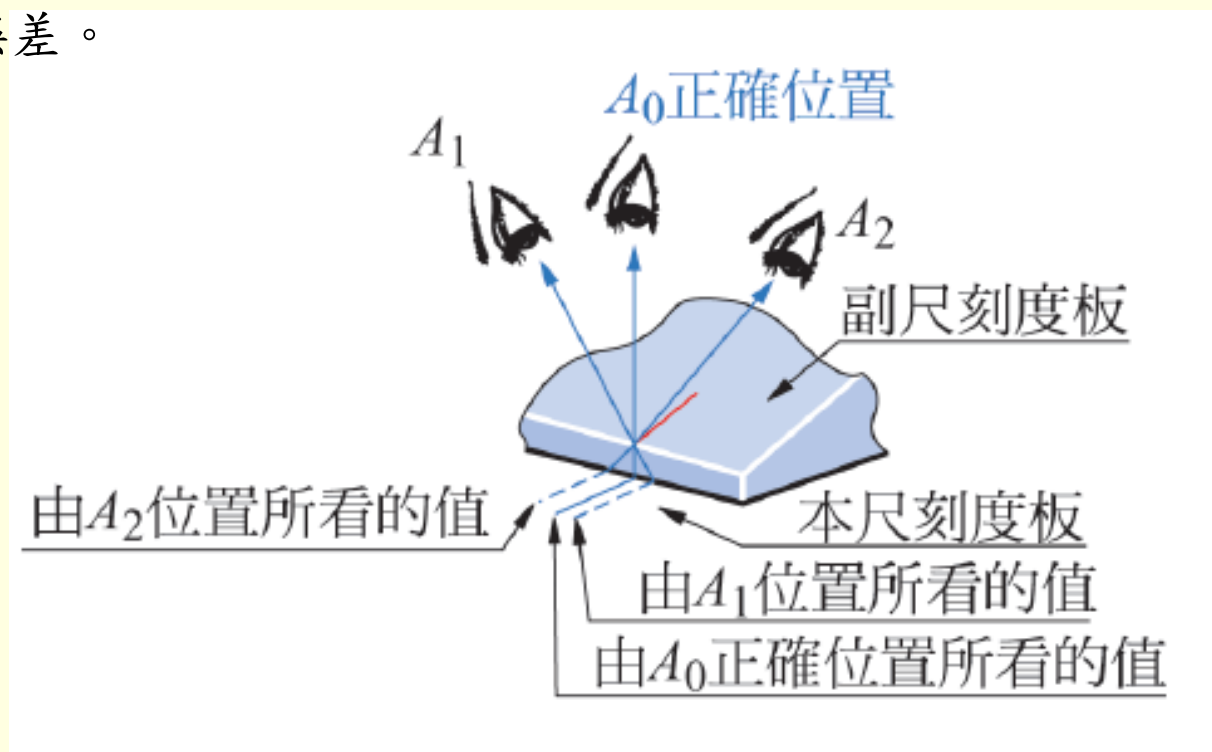 差。
A0正確位置
A1
A2
副尺刻度板
由A2位置所看的值
本尺刻度板
由A1位置所看的值
由A0正確位置所看的值